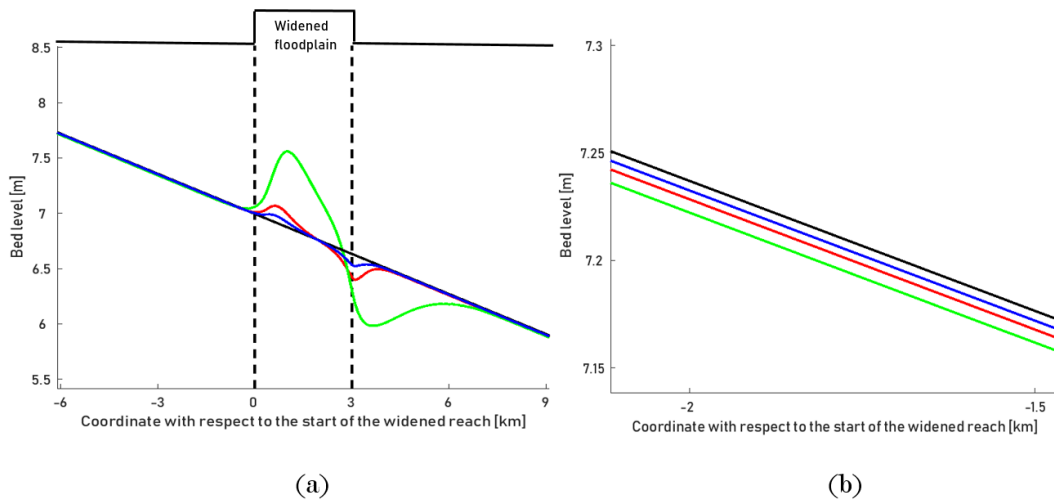 Widened
floodplain
8.5
8
7.5
7
6.5
6
5.5
Bed level [m]
-6
-3
0
3
6
9
Coordinate with respect to the start of the widened reach [km]
(a)
7.3
7.25
7.2
7.15
Bed level [m]
-2
-1.5
Coordinate with respect to the start of the widened reach [km]
(b)